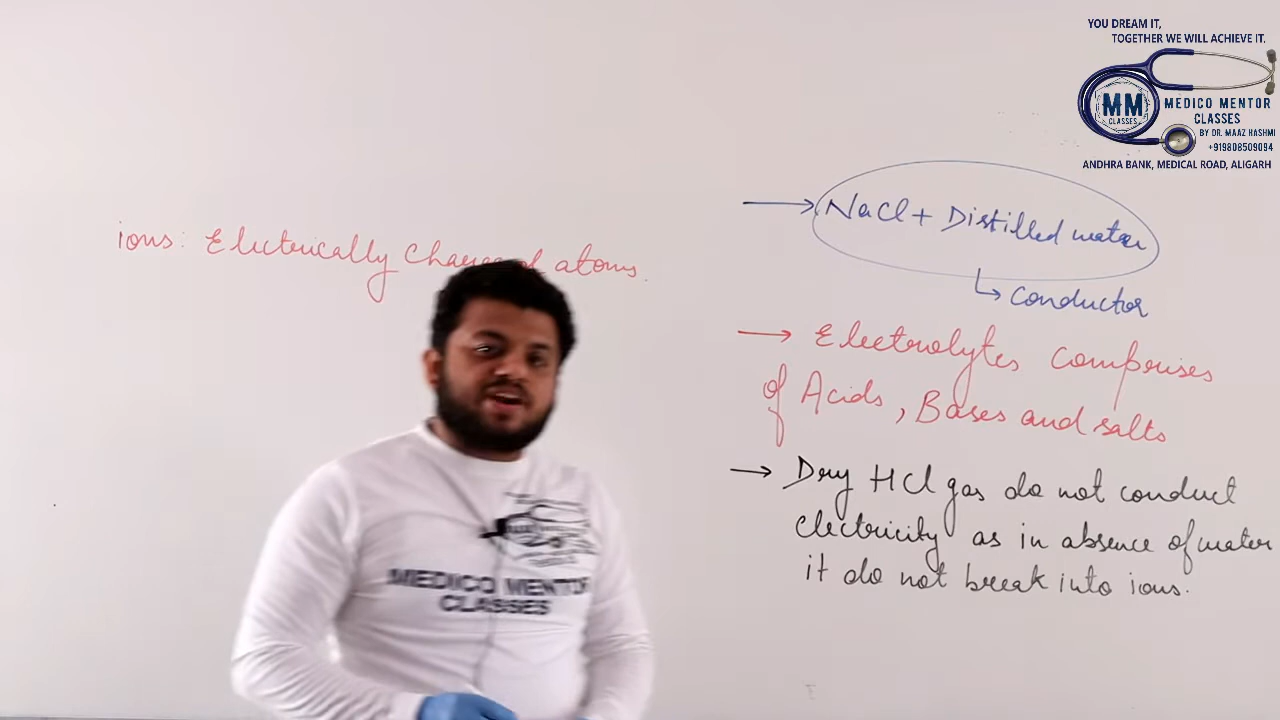 YOU DREAM IT,
TOGETHER WE WILL ACHIEVE IT.
MM
CLASSES
MEDICO MENTOR
CLASSES
BY DR. MAAZ HASHMI
+919808509094
ANDHRA BANK, MEDICAL ROAD, ALIGARH
ions: Electrically Charged atoms.
→ NaCl + Distilled water
↳ Conductor
→ Electrolytes comprises
of Acids, Bases and salts
→ Dry HCl gas do not conduct
electricity as in absence of water
it do not break into ions.
MEDICO MENTOR
CLASSES